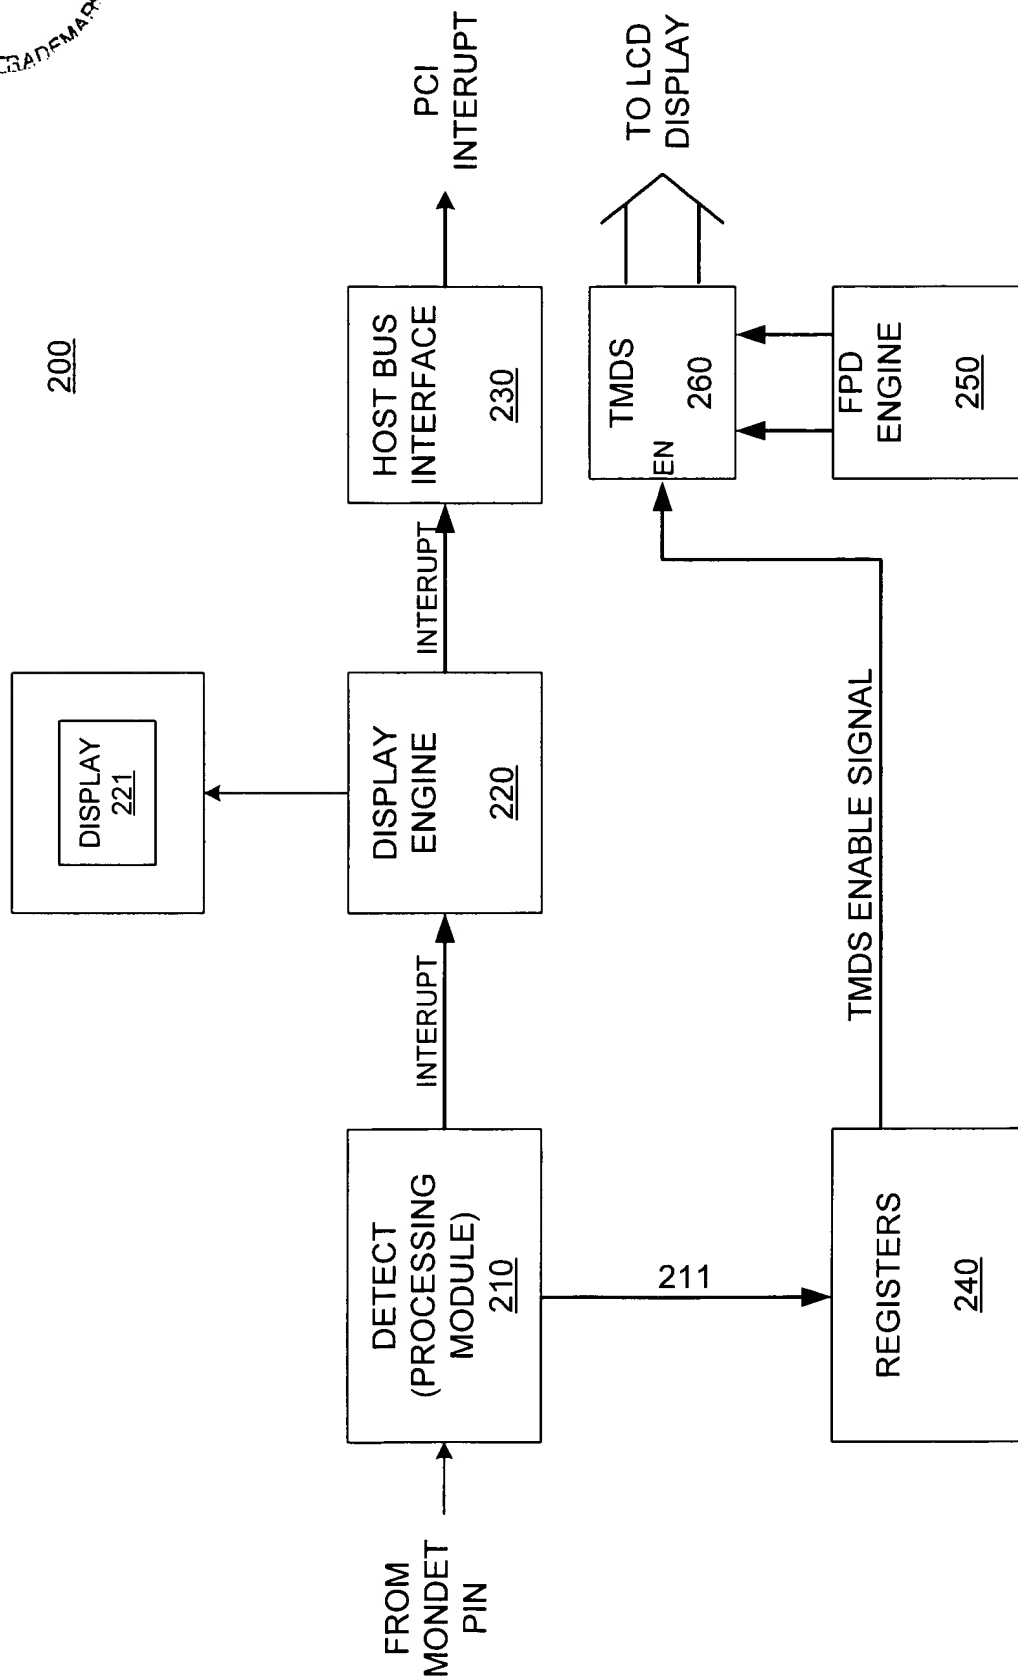 TRADEMAR
200
DISPLAY
221
FROM
MONDET
PIN
DETECT
(PROCESSING
MODULE)
210
INTERUPT
DISPLAY
ENGINE
220
INTERUPT
HOST BUS
INTERFACE
230
PCI
INTERUPT
211
REGISTERS
240
TMDS ENABLE SIGNAL
EN
TMDS
260
TO LCD
DISPLAY
FPD
ENGINE
250